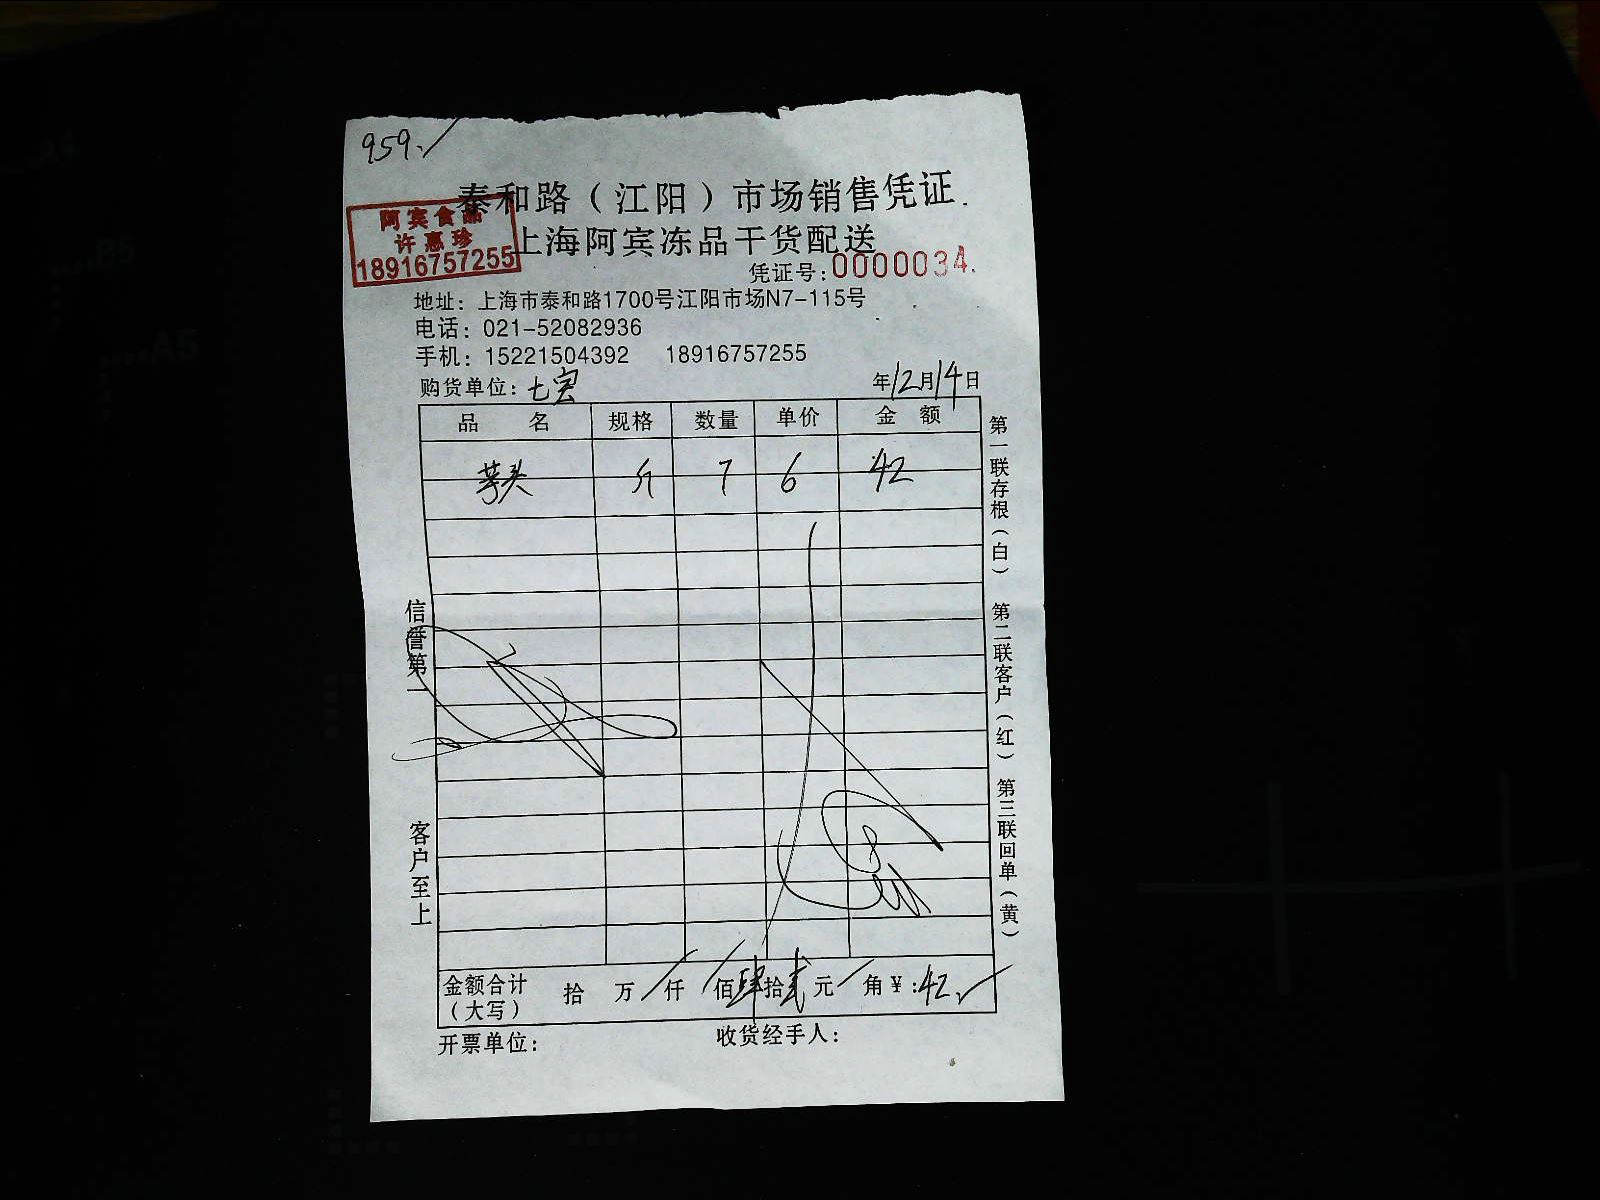 959.
泰和路（江阳）市场销售凭证
阿宾食品
许惠珍
18916757255
上海阿宾冻品干货配送
凭证号：0000034
地址：上海市泰和路1700号江阳市场N7-115号
电话：021-52082936
手机：15221504392 18916757255
购货单位：七宝 年12月14日
品 名 规格 数量 单价 金 额
芋头 斤 7 6 42
信誉第一
客户至上
第一联存根（白） 第二联客户（红） 第三联回单（黄）
金额合计（大写） 拾 万 / 仟 / 佰肆拾贰元 / 角￥:42.
开票单位： 收货经手人：